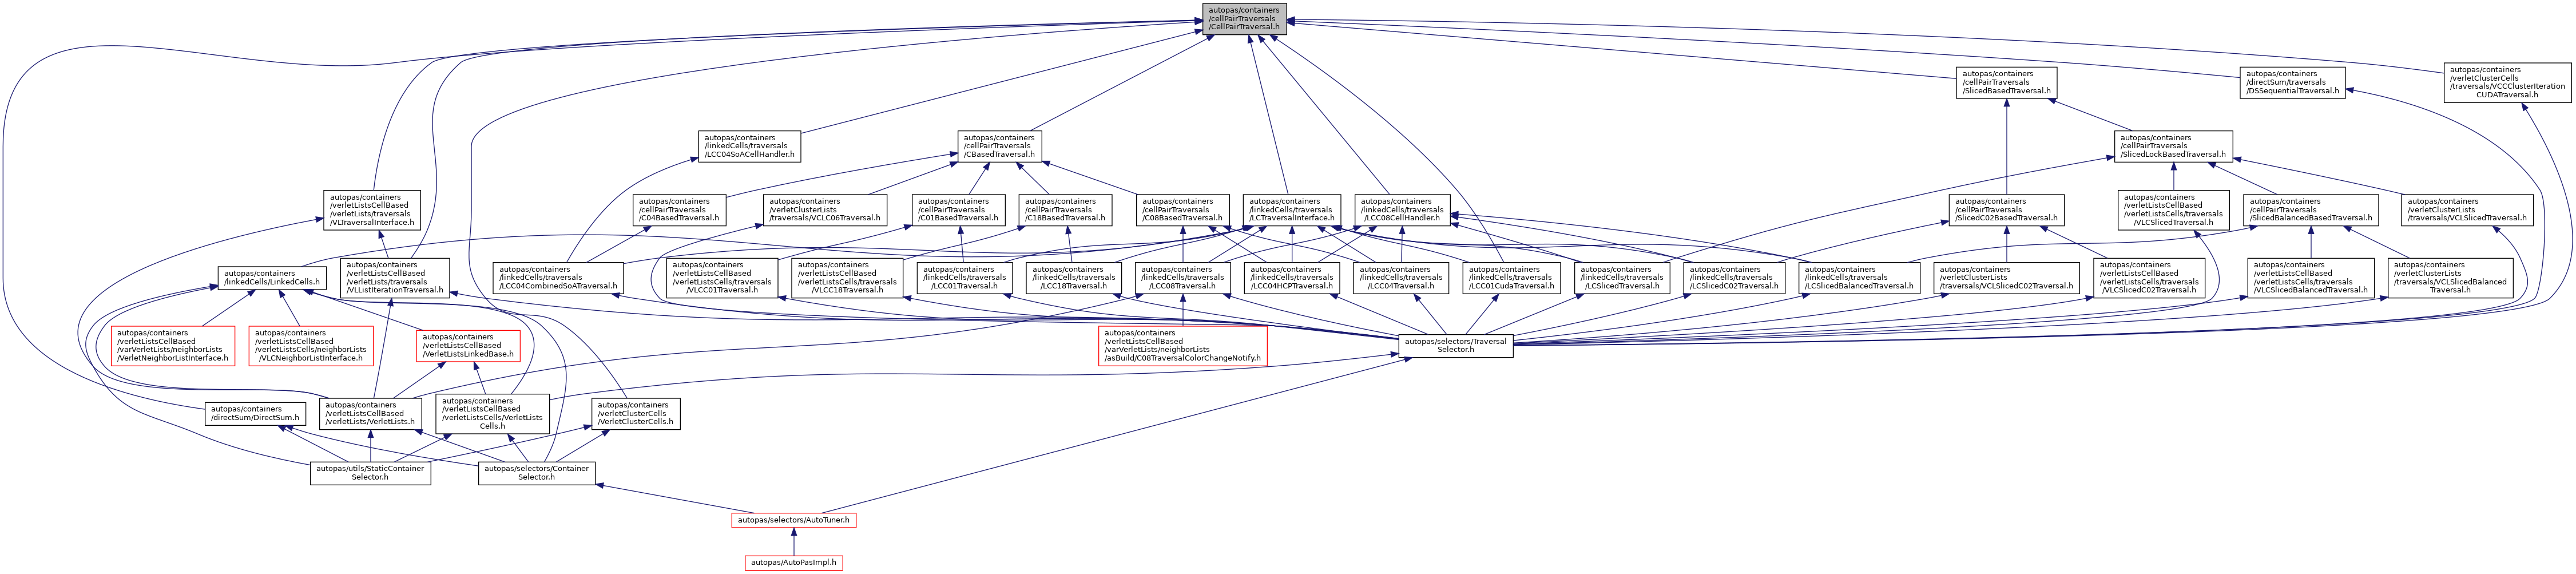 autopas/containers
/cellPairTraversals
/CellPairTraversal.h
autopas/containers
/cellPairTraversals
/SlicedBasedTraversal.h
autopas/containers
/directSum/traversals
/DSSequentialTraversal.h
autopas/containers
/verletClusterCells
/traversals/VCCClusterIteration
CUDATraversal.h
autopas/containers
/linkedCells/traversals
/LCC04SoACellHandler.h
autopas/containers
/cellPairTraversals
/CBasedTraversal.h
autopas/containers
/cellPairTraversals
/SlicedLockBasedTraversal.h
autopas/containers
/verletListsCellBased
/verletLists/traversals
/VLTraversalInterface.h
autopas/containers
/cellPairTraversals
/C04BasedTraversal.h
autopas/containers
/verletClusterLists
/traversals/VCLC06Traversal.h
autopas/containers
/cellPairTraversals
/C01BasedTraversal.h
autopas/containers
/cellPairTraversals
/C18BasedTraversal.h
autopas/containers
/cellPairTraversals
/C08BasedTraversal.h
autopas/containers
/linkedCells/traversals
/LCTraversalInterface.h
autopas/containers
/linkedCells/traversals
/LCC08CellHandler.h
autopas/containers
/cellPairTraversals
/SlicedC02BasedTraversal.h
autopas/containers
/verletListsCellBased
/verletListsCells/traversals
/VLCSlicedTraversal.h
autopas/containers
/cellPairTraversals
/SlicedBalancedBasedTraversal.h
autopas/containers
/verletClusterLists
/traversals/VCLSlicedTraversal.h
autopas/containers
/linkedCells/LinkedCells.h
autopas/containers
/verletListsCellBased
/verletLists/traversals
/VLListIterationTraversal.h
autopas/containers
/linkedCells/traversals
/LCC04CombinedSoATraversal.h
autopas/containers
/verletListsCellBased
/verletListsCells/traversals
/VLCC01Traversal.h
autopas/containers
/verletListsCellBased
/verletListsCells/traversals
/VLCC18Traversal.h
autopas/containers
/linkedCells/traversals
/LCC01Traversal.h
autopas/containers
/linkedCells/traversals
/LCC18Traversal.h
autopas/containers
/linkedCells/traversals
/LCC08Traversal.h
autopas/containers
/linkedCells/traversals
/LCC04HCPTraversal.h
autopas/containers
/linkedCells/traversals
/LCC04Traversal.h
autopas/containers
/linkedCells/traversals
/LCC01CudaTraversal.h
autopas/containers
/linkedCells/traversals
/LCSlicedTraversal.h
autopas/containers
/linkedCells/traversals
/LCSlicedC02Traversal.h
autopas/containers
/linkedCells/traversals
/LCSlicedBalancedTraversal.h
autopas/containers
/verletClusterLists
/traversals/VCLSlicedC02Traversal.h
autopas/containers
/verletListsCellBased
/verletListsCells/traversals
/VLCSlicedC02Traversal.h
autopas/containers
/verletListsCellBased
/verletListsCells/traversals
/VLCSlicedBalancedTraversal.h
autopas/containers
/verletClusterLists
/traversals/VCLSlicedBalanced
Traversal.h
autopas/containers
/verletListsCellBased
/varVerletLists/neighborLists
/VerletNeighborListInterface.h
autopas/containers
/verletListsCellBased
/verletListsCells/neighborLists
/VLCNeighborListInterface.h
autopas/containers
/verletListsCellBased
/VerletListsLinkedBase.h
autopas/containers
/verletListsCellBased
/varVerletLists/neighborLists
/asBuild/C08TraversalColorChangeNotify.h
autopas/selectors/Traversal
Selector.h
autopas/containers
/directSum/DirectSum.h
autopas/containers
/verletListsCellBased
/verletLists/VerletLists.h
autopas/containers
/verletListsCellBased
/verletListsCells/VerletLists
Cells.h
autopas/containers
/verletClusterCells
/VerletClusterCells.h
autopas/utils/StaticContainer
Selector.h
autopas/selectors/Container
Selector.h
autopas/selectors/AutoTuner.h
autopas/AutoPasImpl.h